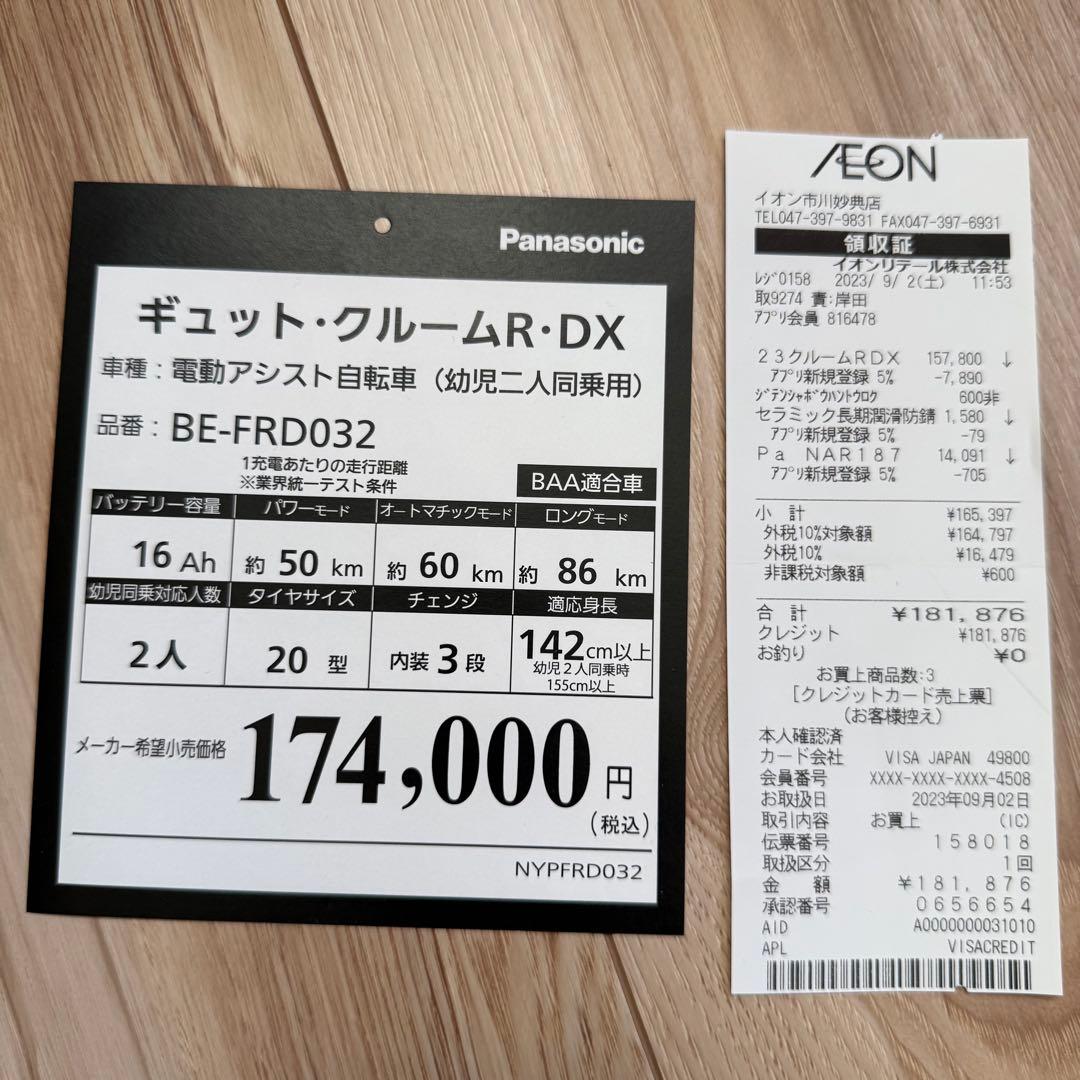 Panasonic
ギュット・クルームR・DX
車種：電動アシスト自転車（幼児二人同乗用）
品番：BE-FRD032
1充電あたりの走行距離
※業界統一テスト条件
BAA適合車
バッテリー容量 パワーモード オートマチックモード ロングモード
16 Ah 約 50 km 約 60 km 約 86 km
幼児同乗対応人数 タイヤサイズ チェンジ 適応身長
2人 20 型 内装 3 段 142cm以上
幼児2人同乗時
155cm以上
メーカー希望小売価格 174,000 円
（税込）
NYPFRD032
ÆON
イオン市川妙典店
TEL047-397-9831 FAX047-397-6931
領収証
イオンリテール株式会社
ﾚｼﾞ0158 2023/ 9/ 2(土) 11:53
取9274 責:岸田
ｱﾌﾟﾘ会員 816478
23クルームRDX 157,800 ↓
ｱﾌﾟﾘ新規登録 5% -7,890
ｼﾞﾃﾝｼｬﾎﾞｳﾊﾝﾄｳﾛｸ 600非
セラミック長期潤滑防錆 1,580 ↓
ｱﾌﾟﾘ新規登録 5% -79
Pa NAR187 14,091 ↓
ｱﾌﾟﾘ新規登録 5% -705
小 計 ¥165,397
外税10%対象額 ¥164,797
外税10% ¥16,479
非課税対象額 ¥600
合 計 ¥181,876
クレジット ¥181,876
お釣り ¥0
お買上商品数:3
[クレジットカード売上票]
(お客様控え)
本人確認済
カード会社 VISA JAPAN 49800
会員番号 XXXX-XXXX-XXXX-4508
お取扱日 2023年09月02日
取引内容 お買上 (IC)
伝票番号 158018
取扱区分 1回
金 額 ¥181,876
承認番号 0656654
AID A0000000031010
APL VISACREDIT